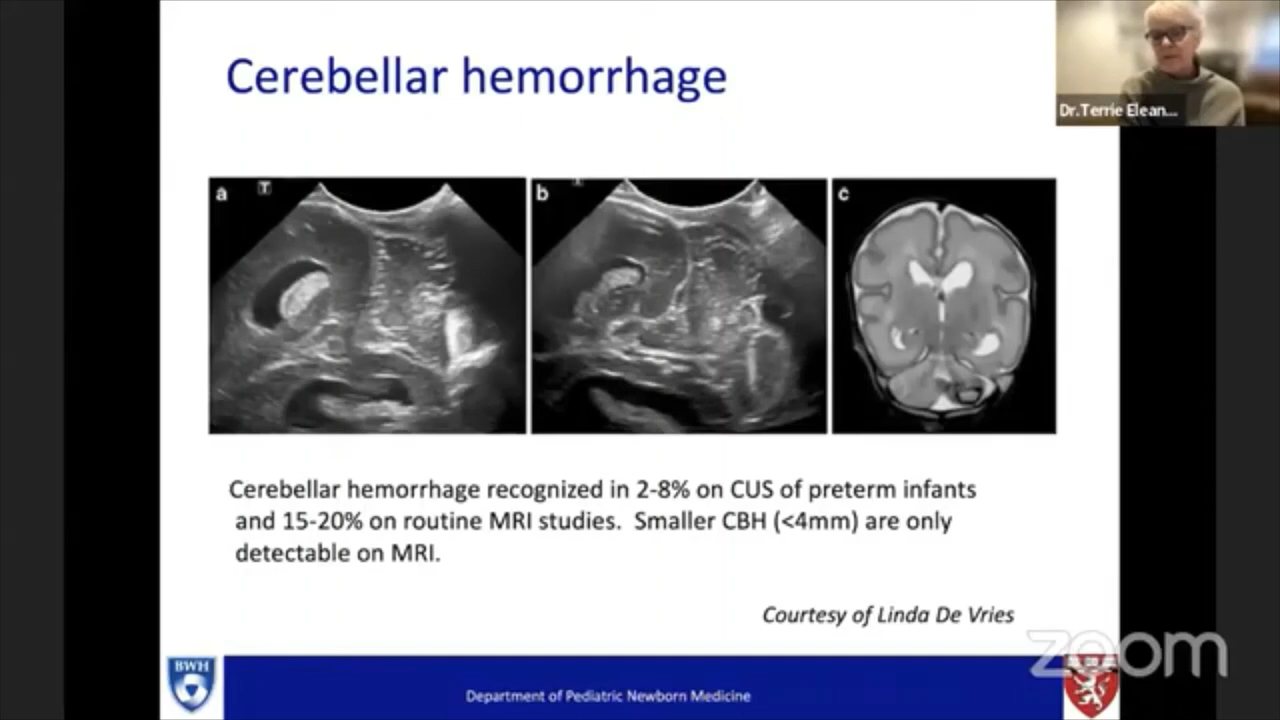 Cerebellar hemorrhage
Dr.Terrie Elean...
a
T
b
c
Cerebellar hemorrhage recognized in 2-8% on CUS of preterm infants
and 15-20% on routine MRI studies. Smaller CBH (<4mm) are only
detectable on MRI.
Courtesy of Linda De Vries
zoom
BWH
Department of Pediatric Newborn Medicine